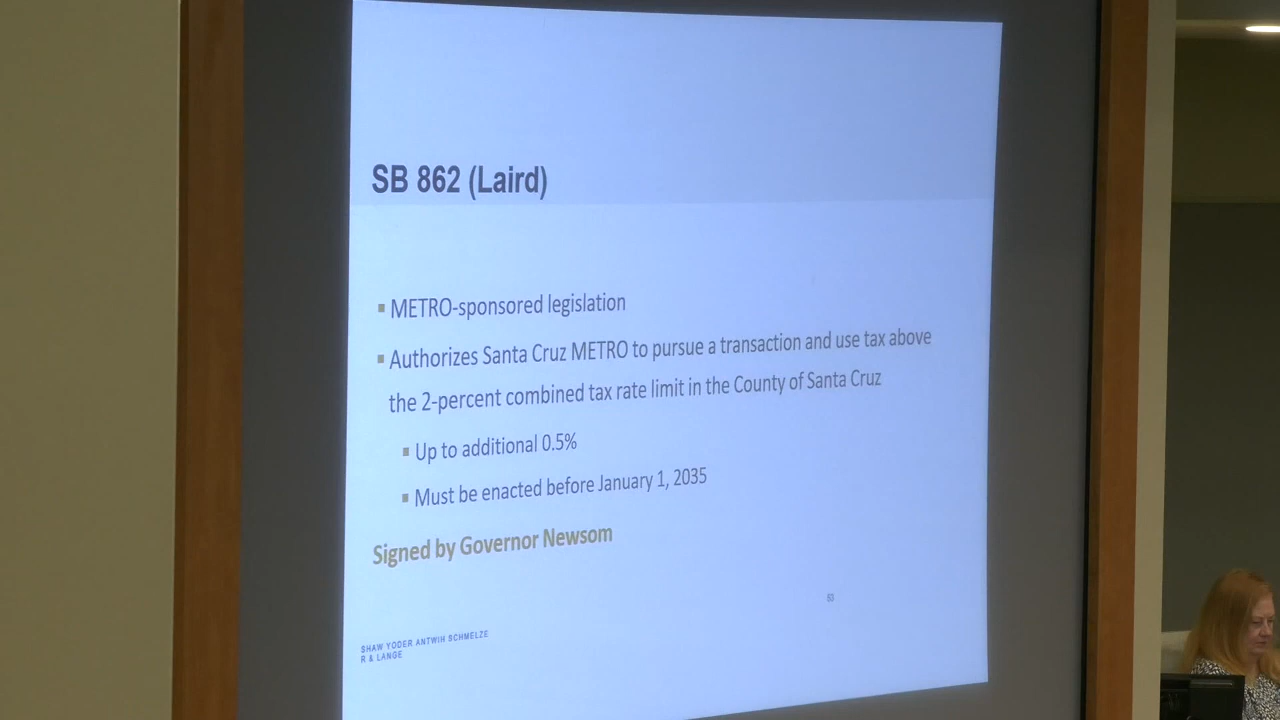 SB 862 (Laird)
METRO-sponsored legislation
Authorizes Santa Cruz METRO to pursue a transaction and use tax above
the 2-percent combined tax rate limit in the County of Santa Cruz
Up to additional 0.5%
Must be enacted before January 1, 2035
Signed by Governor Newsom
SHAW YODER ANTWIH SCHMELZE
R & LANGE